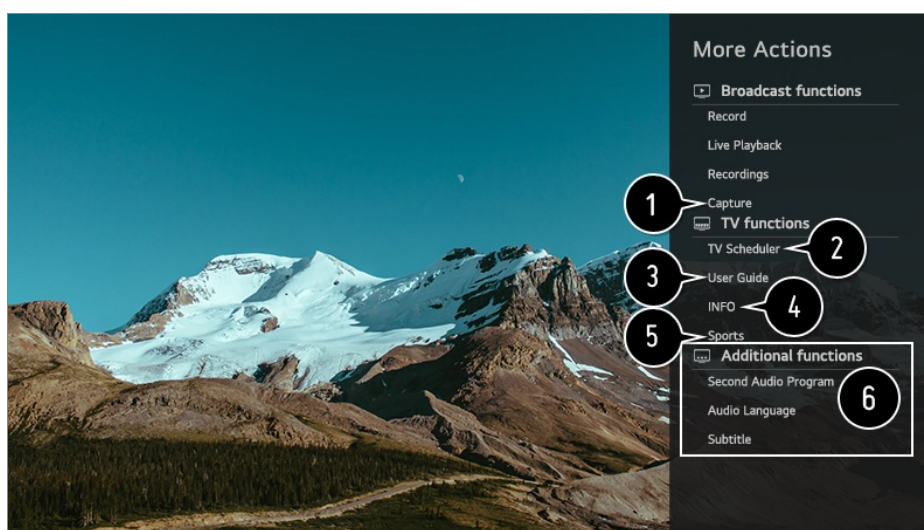 More Actions
Broadcast functions
Record
Live Playback
Recordings
1
Capture
TV functions
TV Scheduler
2
3
User Guide
INFO
4
5
Sports
Additional functions
Second Audio Program
6
Audio Language
Subtitle